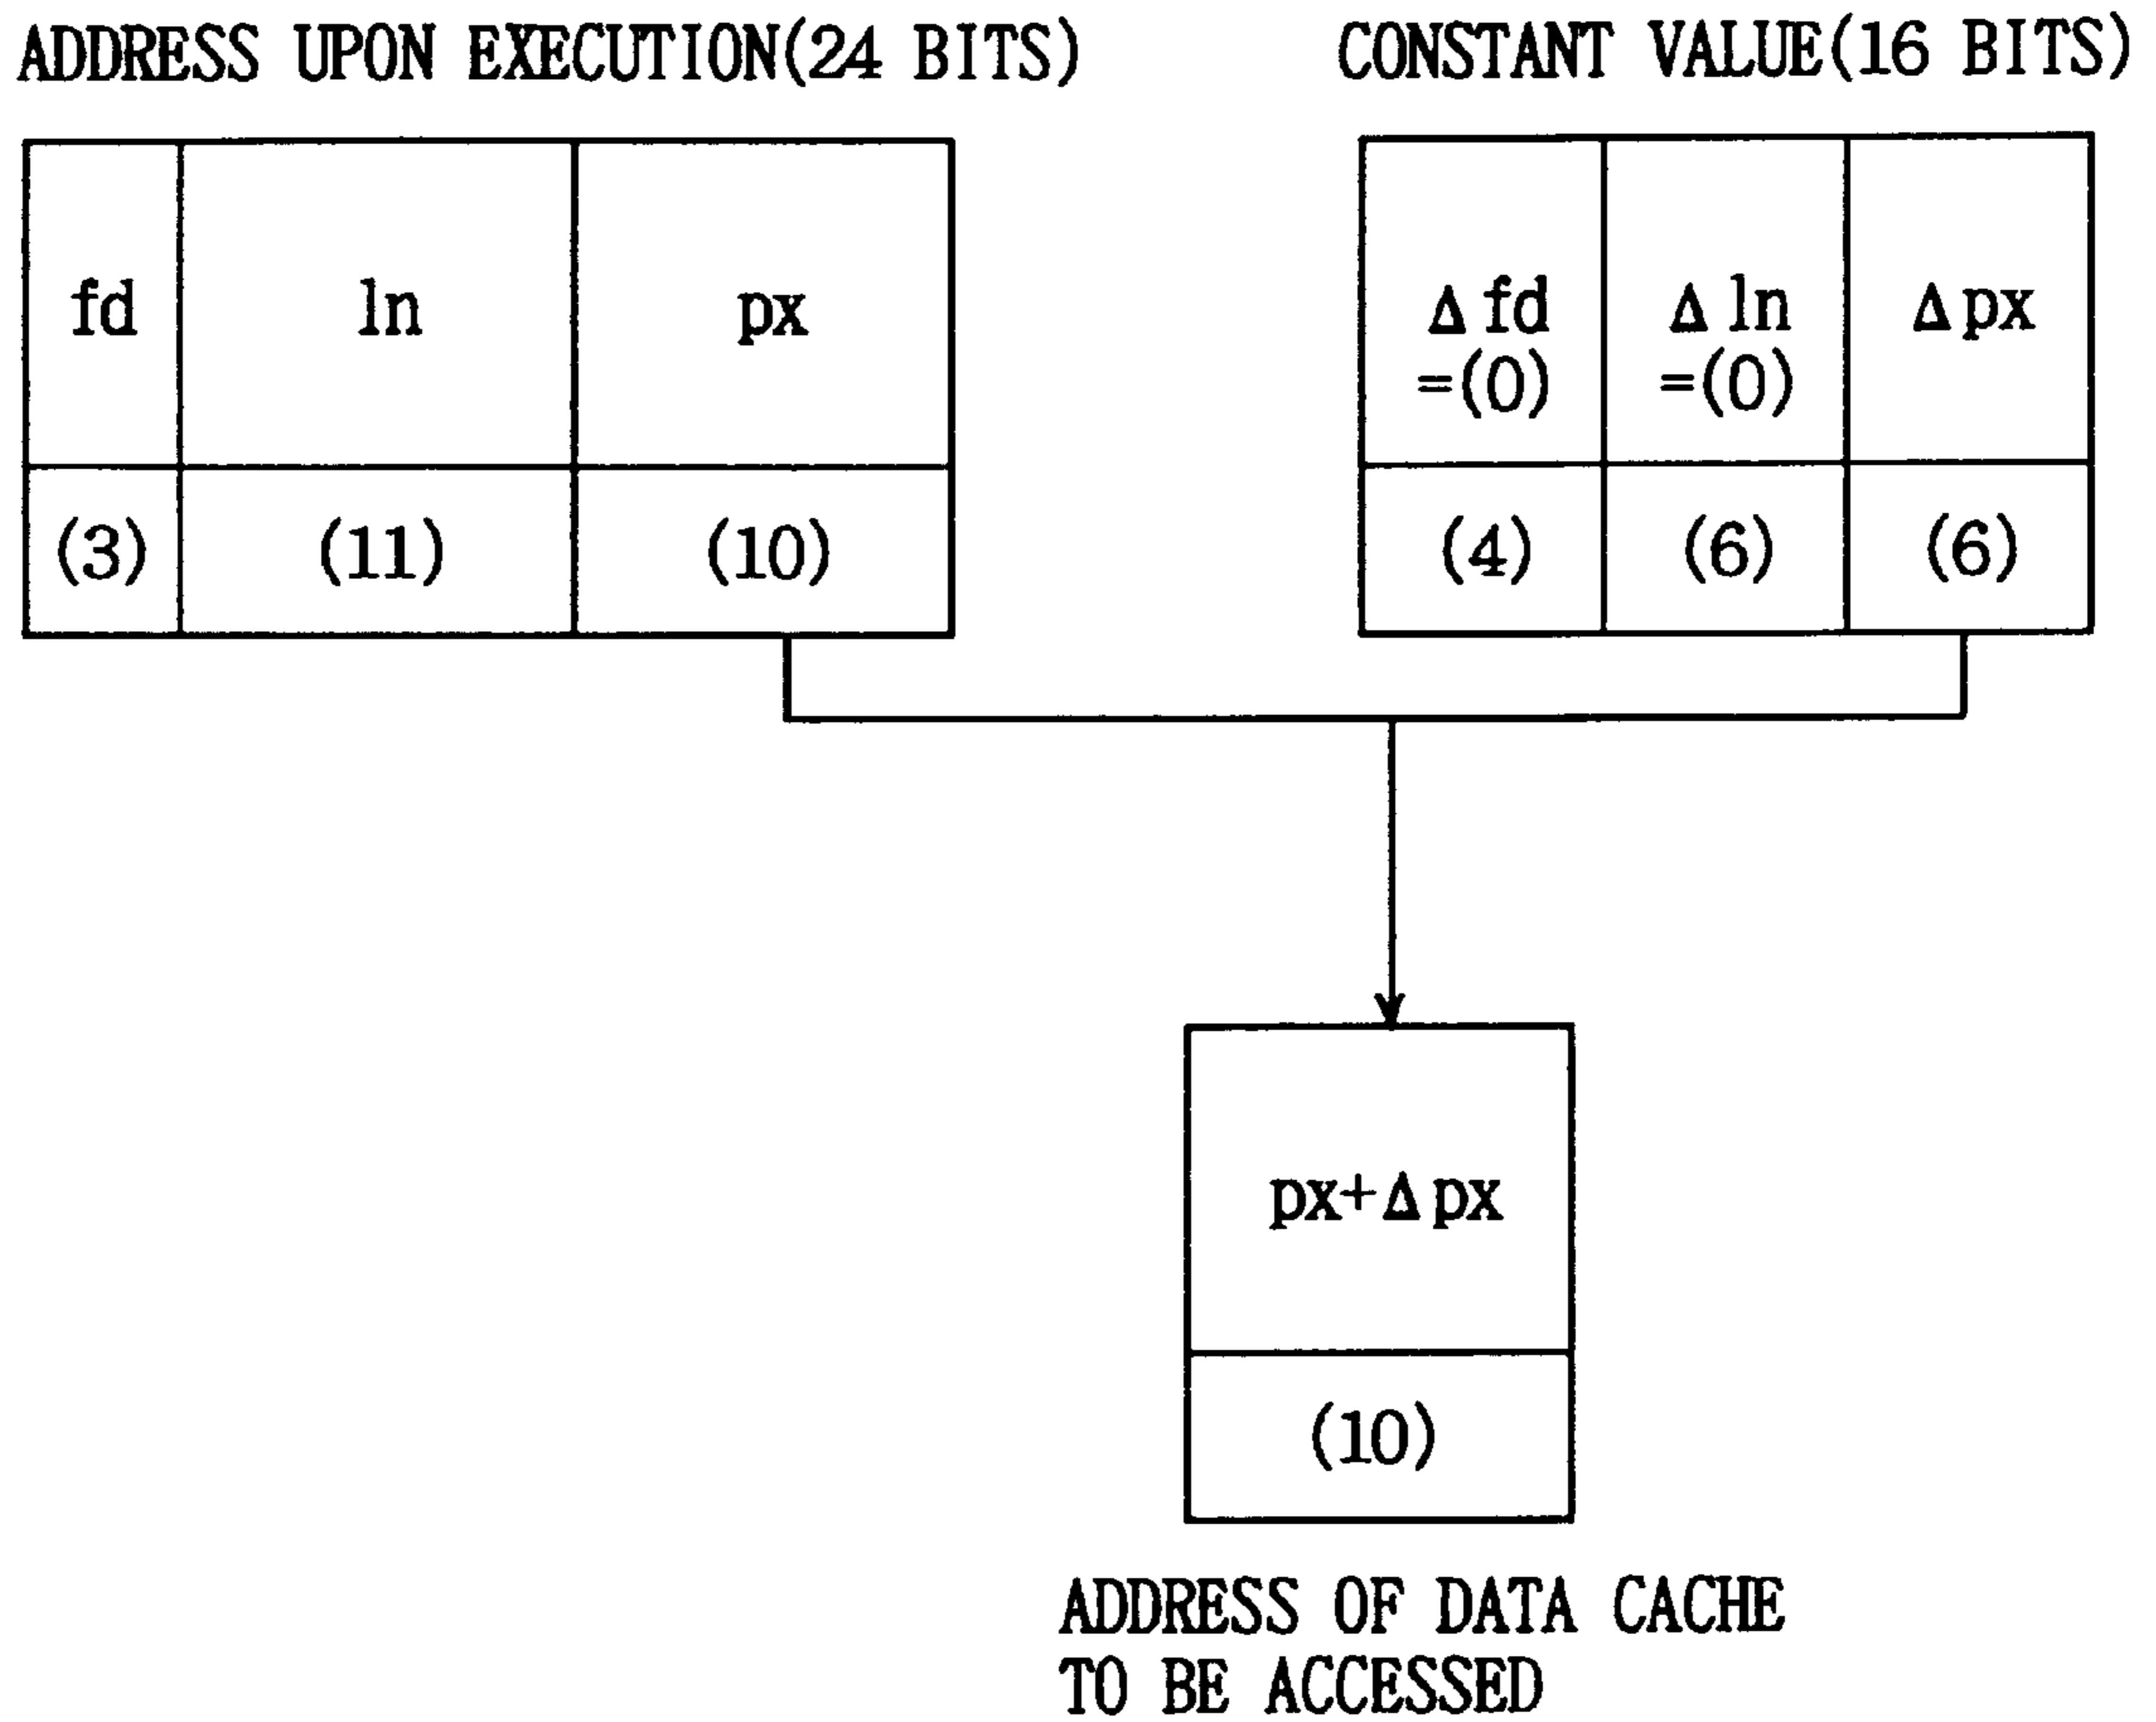 ADDRESS UPON EXECUTION(24 BITS)
CONSTANT VALUE(16 BITS)
fd ln px
(3) (11) (10)
Δfd Δln Δpx
=(0) =(0)
(4) (6) (6)
px+Δpx
(10)
ADDRESS OF DATA CACHE
TO BE ACCESSED